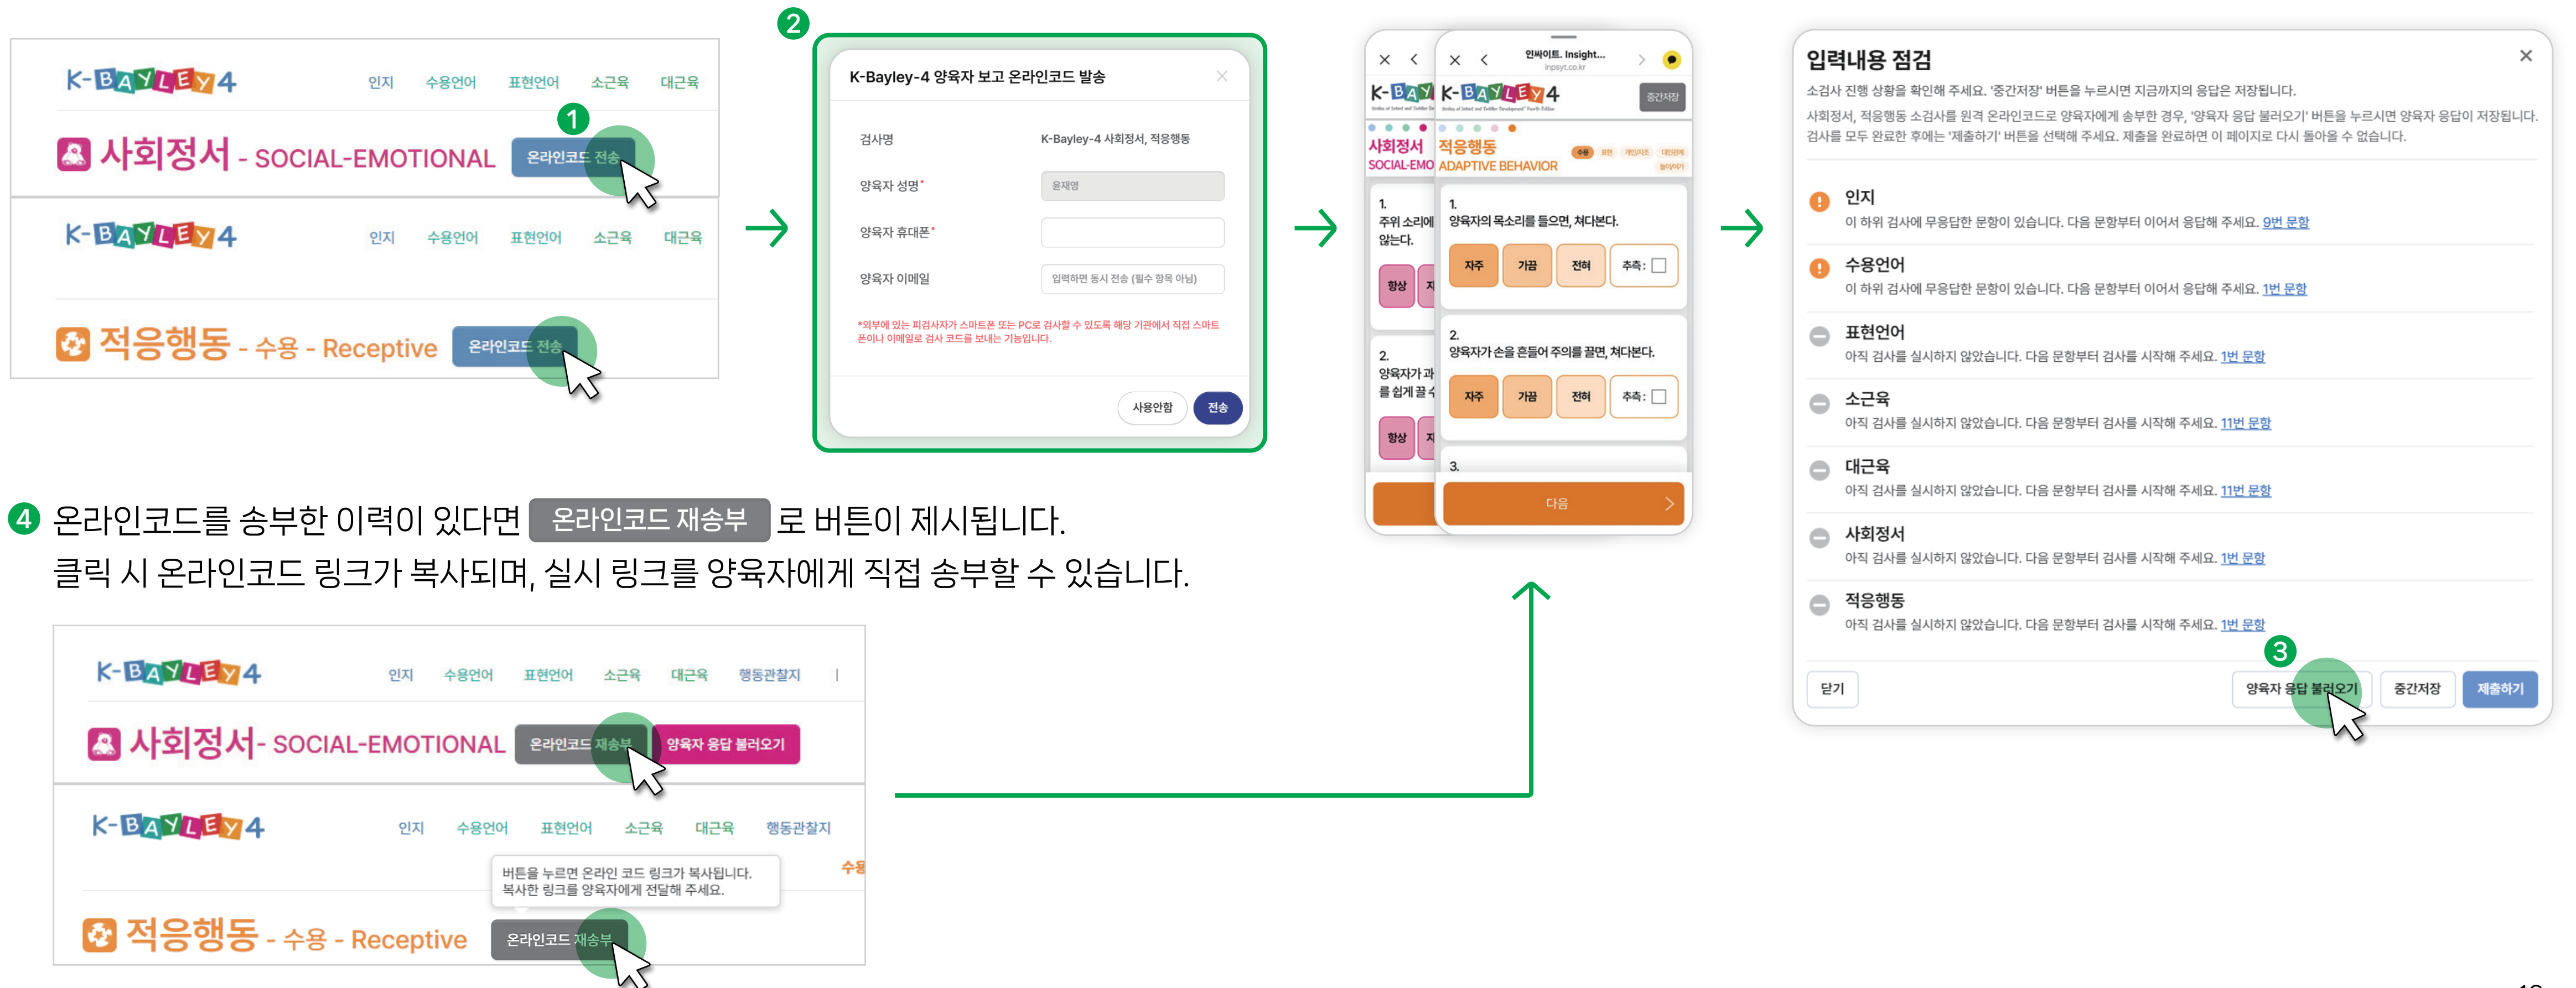 K-BAYLEY4 인지 수용언어 표현언어 소근육 대근육
1
사회정서 - SOCIAL-EMOTIONAL 온라인코드 전송
K-BAYLEY4 인지 수용언어 표현언어 소근육 대근육
적응행동 - 수용 - Receptive 온라인코드 전송
2
K-Bayley-4 양육자 보고 온라인코드 발송
검사명 K-Bayley-4 사회정서, 적응행동
양육자 성명* 윤재영
양육자 휴대폰*
양육자 이메일 입력하면 동시 전송 (필수 항목 아님)
*외부에 있는 피검사자가 스마트폰 또는 PC로 검사할 수 있도록 해당 기관에서 직접 스마트
폰이나 이메일로 검사 코드를 보내는 기능입니다.
사용안함 전송
K-BAY
사회정서
SOCIAL-EMO
1.
주위 소리에
않는다.
항상
2.
양육자가 과
를 쉽게 끌 수
항상
인싸이트. Insight...
inpsyt.co.kr
K-BAYLEY4 중간저장
적응행동
ADAPTIVE BEHAVIOR
수용 표현 개인/자조 대인관계
놀이/여가
1.
양육자의 목소리를 들으면, 쳐다본다.
자주 가끔 전혀 추측:
2.
양육자가 손을 흔들어 주의를 끌면, 쳐다본다.
자주 가끔 전혀 추측:
3.
다음
입력내용 점검
소검사 진행 상황을 확인해 주세요. '중간저장' 버튼을 누르시면 지금까지의 응답은 저장됩니다.
사회정서, 적응행동 소검사를 원격 온라인코드로 양육자에게 송부한 경우, '양육자 응답 불러오기' 버튼을 누르시면 양육자 응답이 저장됩니다.
검사를 모두 완료한 후에는 '제출하기' 버튼을 선택해 주세요. 제출을 완료하면 이 페이지로 다시 돌아올 수 없습니다.
인지
이 하위 검사에 무응답한 문항이 있습니다. 다음 문항부터 이어서 응답해 주세요. 9번 문항
수용언어
이 하위 검사에 무응답한 문항이 있습니다. 다음 문항부터 이어서 응답해 주세요. 1번 문항
표현언어
아직 검사를 실시하지 않았습니다. 다음 문항부터 검사를 시작해 주세요. 1번 문항
소근육
아직 검사를 실시하지 않았습니다. 다음 문항부터 검사를 시작해 주세요. 11번 문항
대근육
아직 검사를 실시하지 않았습니다. 다음 문항부터 검사를 시작해 주세요. 11번 문항
사회정서
아직 검사를 실시하지 않았습니다. 다음 문항부터 검사를 시작해 주세요. 1번 문항
적응행동
아직 검사를 실시하지 않았습니다. 다음 문항부터 검사를 시작해 주세요. 1번 문항
3
닫기 양육자 응답 불러오기 중간저장 제출하기
4 온라인코드를 송부한 이력이 있다면 온라인코드 재송부 로 버튼이 제시됩니다.
클릭 시 온라인코드 링크가 복사되며, 실시 링크를 양육자에게 직접 송부할 수 있습니다.
K-BAYLEY4 인지 수용언어 표현언어 소근육 대근육 행동관찰지 |
사회정서- SOCIAL-EMOTIONAL 온라인코드 재송부 양육자 응답 불러오기
K-BAYLEY4 인지 수용언어 표현언어 소근육 대근육 행동관찰지
수용
버튼을 누르면 온라인 코드 링크가 복사됩니다.
복사한 링크를 양육자에게 전달해 주세요.
적응행동 - 수용 - Receptive 온라인코드 재송부